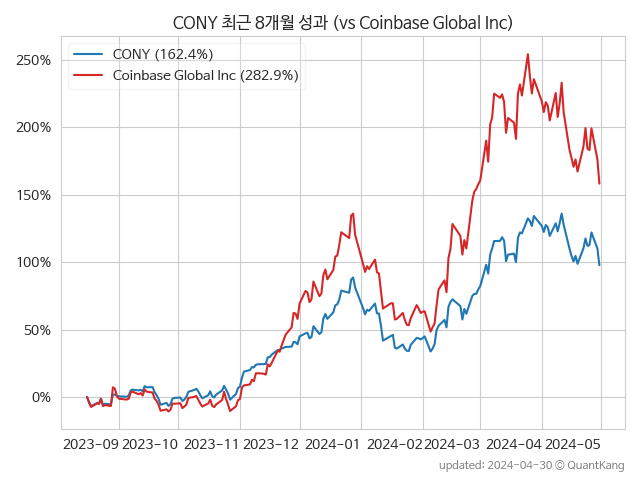 CONY 최근 8개월 성과 (vs Coinbase Global Inc)
CONY (162.4%)
Coinbase Global Inc (282.9%)
250%
200%
150%
100%
50%
0%
2023-09 2023-10 2023-11 2023-12 2024-01 2024-02 2024-03 2024-04 2024-05
updated: 2024-04-30 © QuantKang